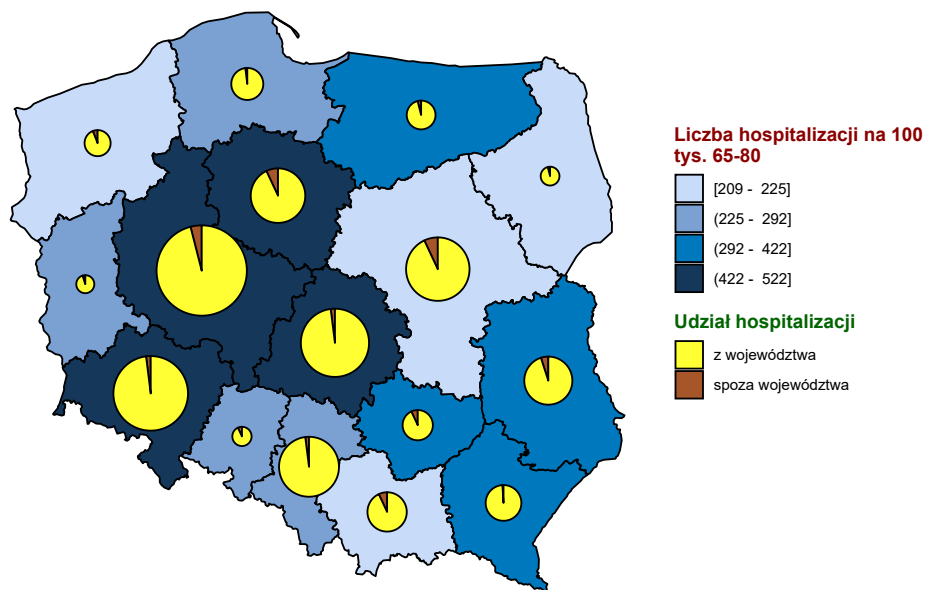 Liczba hospitalizacji na 100
tys. 65-80
[209 - 225]
(225 - 292]
(292 - 422]
(422 - 522]
Udział hospitalizacji
z województwa
spoza województwa